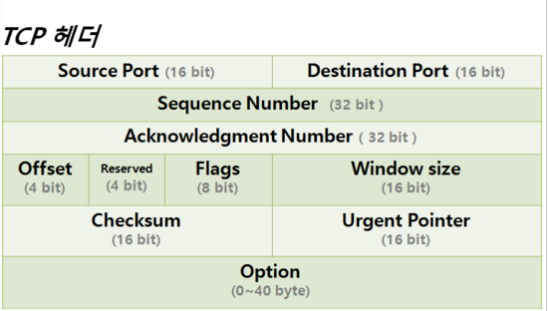 TCP 헤더
Source Port (16 bit) Destination Port (16 bit)
Sequence Number (32 bit )
Acknowledgment Number ( 32 bit )
Offset Reserved Flags Window size
(4 bit) (4 bit) (8 bit) (16 bit)
Checksum Urgent Pointer
(16 bit) (16 bit)
Option
(0~40 byte)